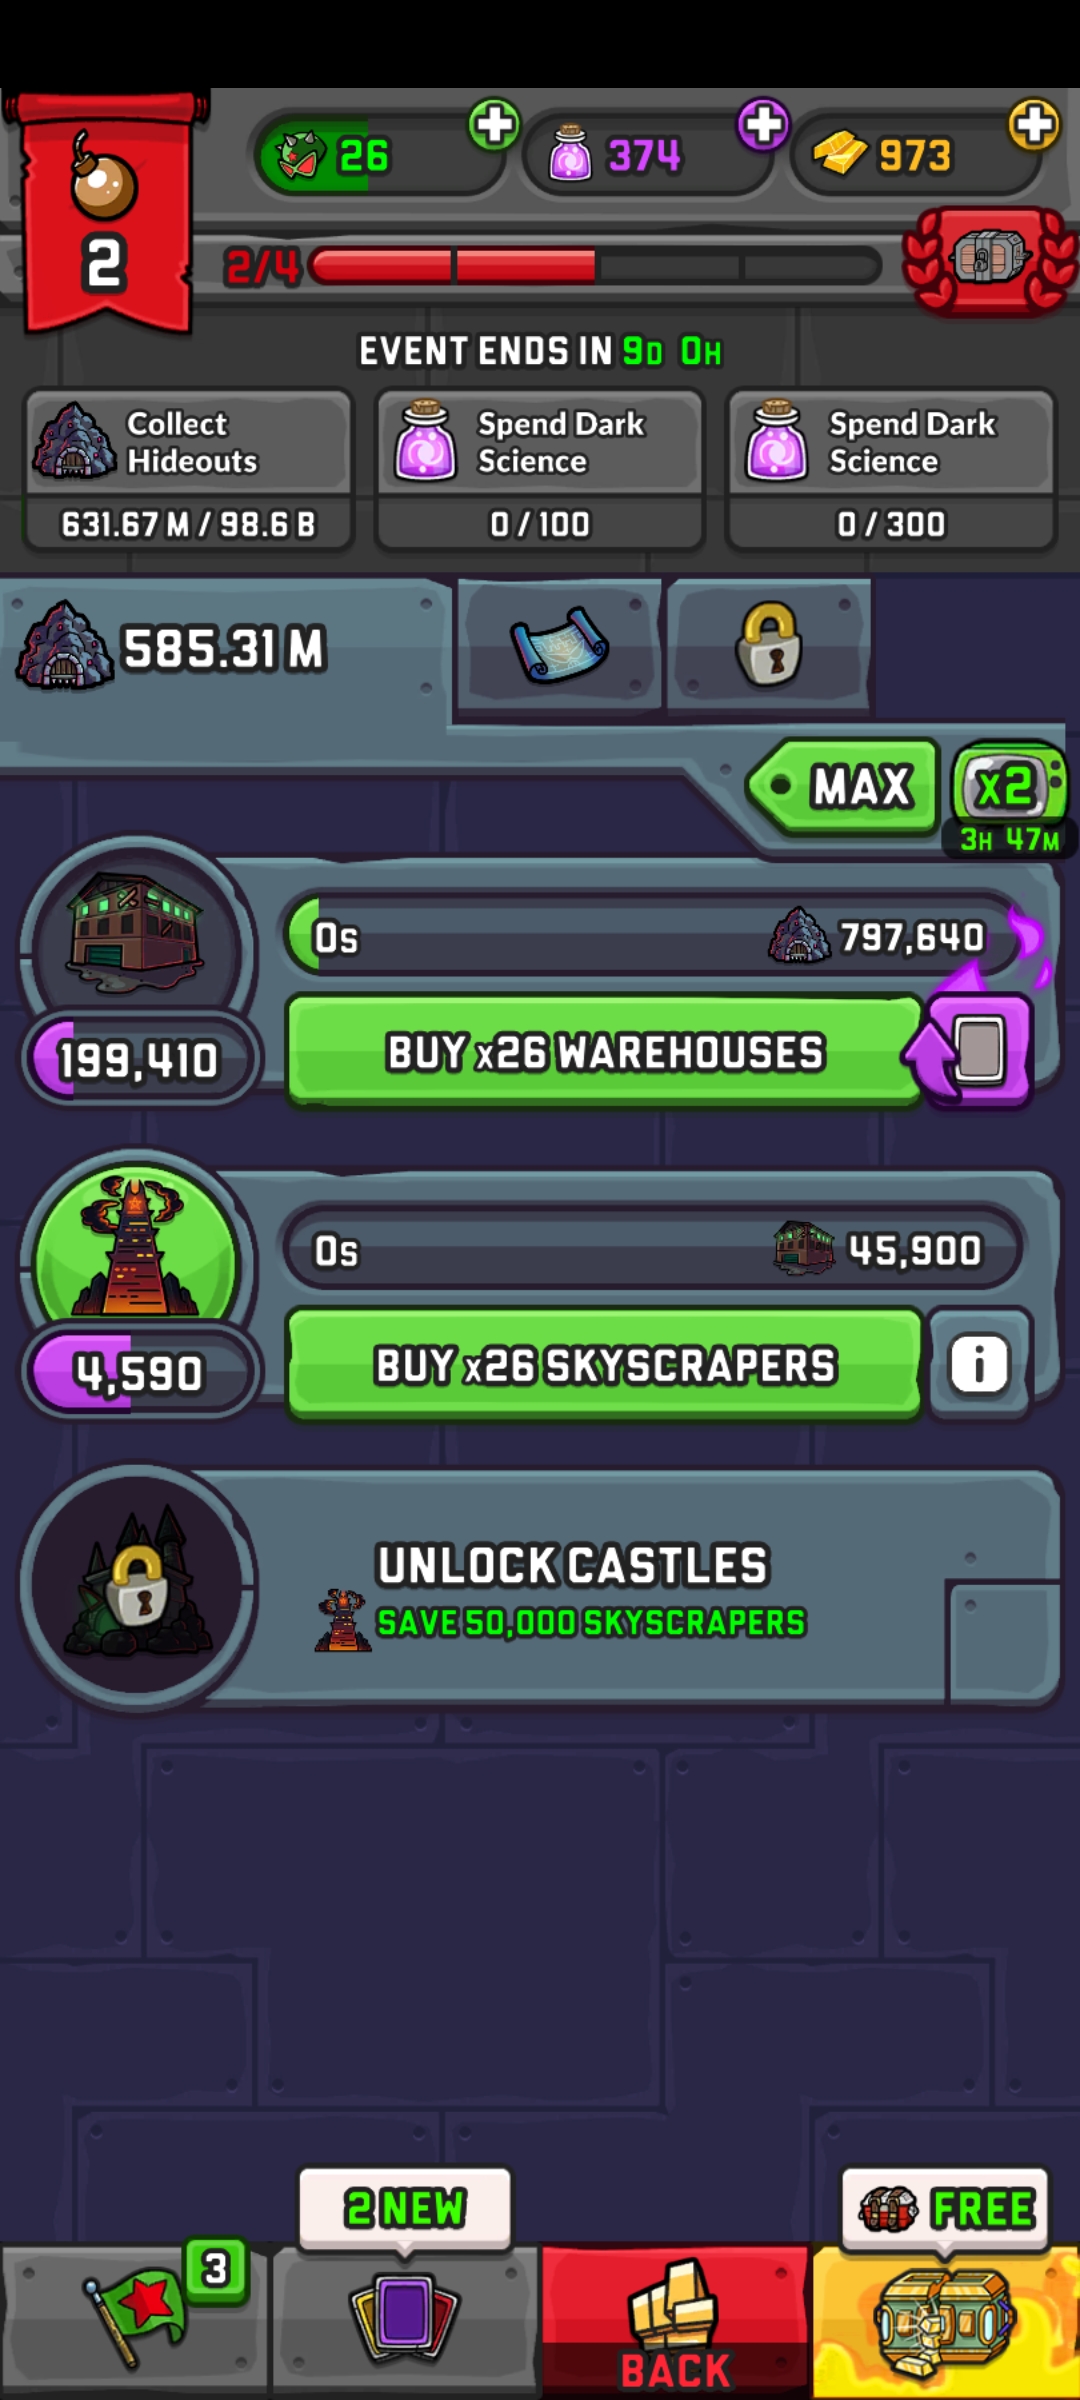 26
374
973
2
2/4
EVENT ENDS IN 9D 0H
Collect
Hideouts
631.67 M / 98.6 B
Spend Dark
Science
0 / 100
Spend Dark
Science
0 / 300
585.31 M
MAX
x2
3H 47M
0s
797,640
199,410
BUY x26 WAREHOUSES
0s
45,900
4,590
BUY x26 SKYSCRAPERS
i
UNLOCK CASTLES
SAVE 50,000 SKYSCRAPERS
2 NEW
FREE
3
BACK